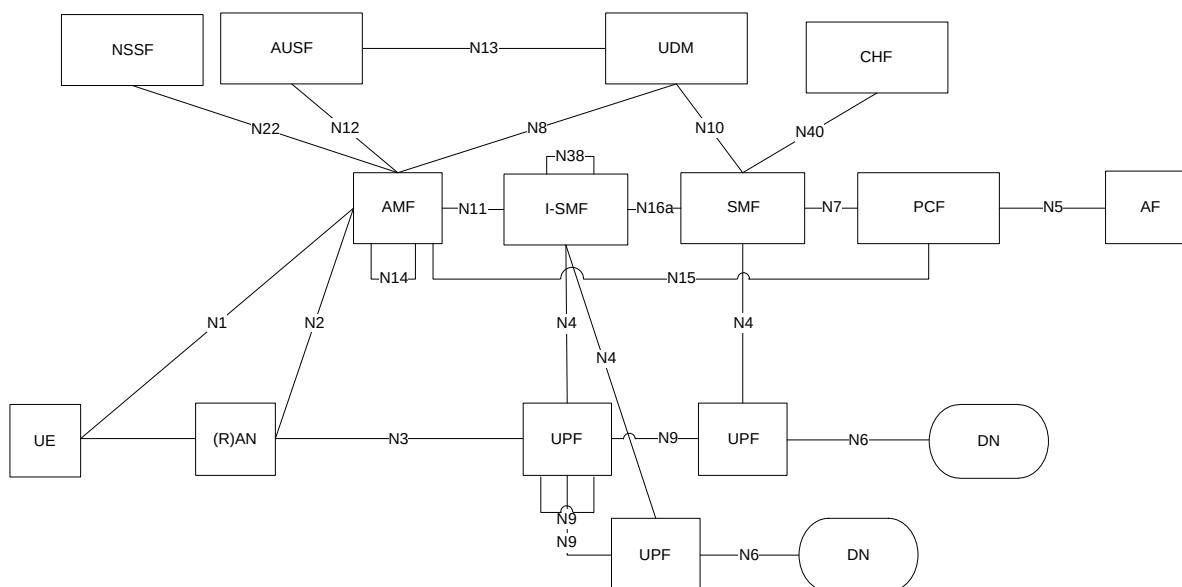 NSSF
AUSF
N13
UDM
CHF
N22
N12
N8
N10
N40
N38
AMF
N11
I-SMF
N16a
SMF
N7
PCF
N5
AF
N14
N15
N1
N2
N4
N4
N4
UE
(R)AN
N3
UPF
N9
UPF
N6
DN
N9
N9
UPF
N6
DN